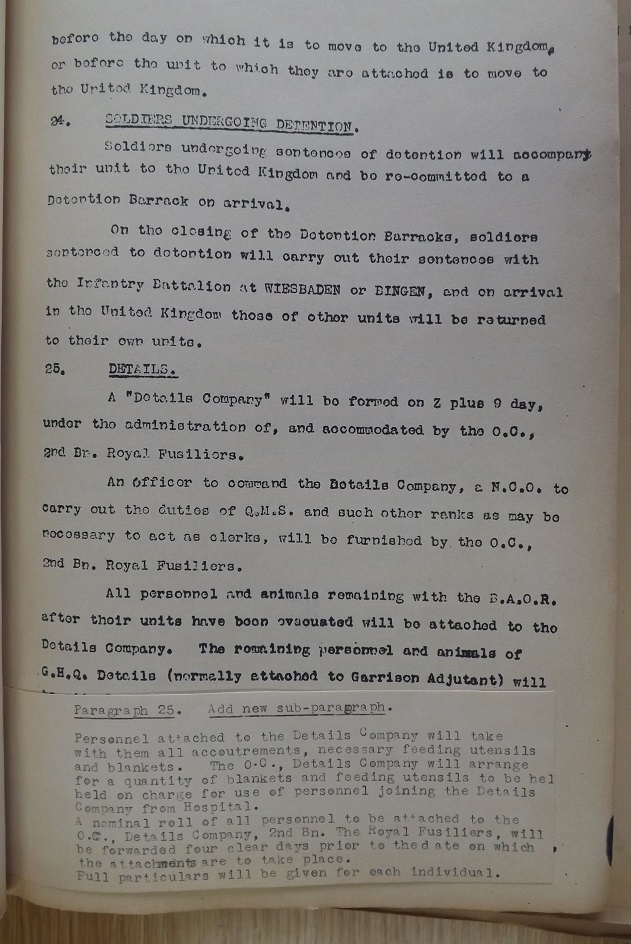 before the day on which it is to move to the United Kingdom,
or before the unit to which they are attached is to move to
the United Kingdom.
24. SOLDIERS UNDERGOING DETENTION.
Soldiers undergoing sentences of detention will accompany
their unit to the United Kingdom and be re-committed to a
Detention Barrack on arrival.
On the closing of the Detention Barracks, soldiers
sentenced to detention will carry out their sentences with
the Infantry Battalion at WIESBADEN or BINGEN, and on arrival
in the United Kingdom those of other units will be returned
to their own units.
25. DETAILS.
A "Details Company" will be formed on Z plus 9 day,
under the administration of, and accommodated by the O.C.,
2nd Bn. Royal Fusiliers.
An Officer to command the Details Company, a N.C.O. to
carry out the duties of Q.M.S. and such other ranks as may be
necessary to act as clerks, will be furnished by the O.C.,
2nd Bn. Royal Fusiliers.
All personnel and animals remaining with the B.A.O.R.
after their units have been evacuated will be attached to the
Details Company. The remaining personnel and animals of
G.H.Q. Details (normally attached to Garrison Adjutant) will
Paragraph 25. Add new sub-paragraph.
Personnel attached to the Details Company will take
with them all accoutrements, necessary feeding utensils
and blankets. The O.C., Details Company will arrange
for a quantity of blankets and feeding utensils to be hel
held on charge for use of personnel joining the Details
Company from Hospital.
A nominal roll of all personnel to be attached to the
O.C., Details Company, 2nd Bn. The Royal Fusiliers, will
be forwarded four clear days prior to the date on which
the attachments are to take place.
Full particulars will be given for each individual.